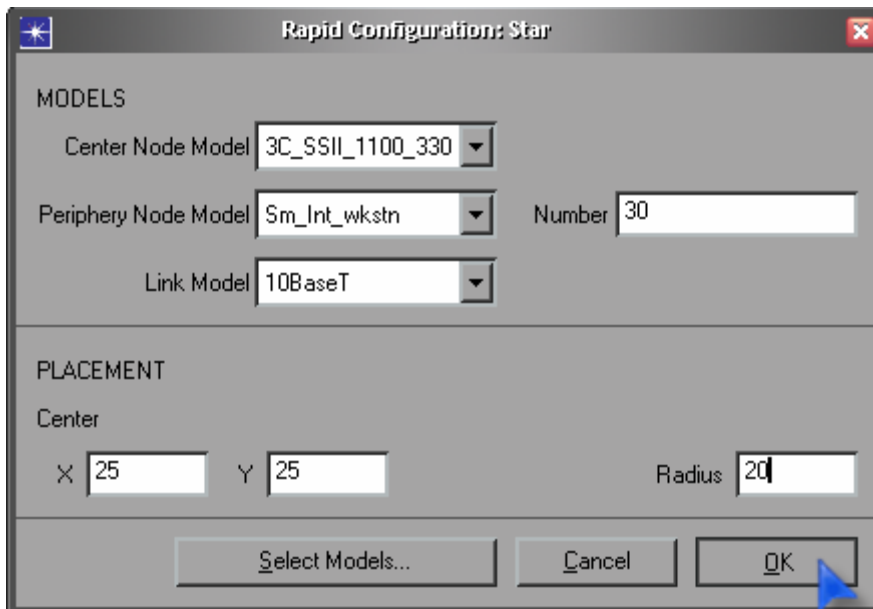 Rapid Configuration: Star
MODELS
Center Node Model 3C_SSII_1100_330
Periphery Node Model Sm_Int_wkstn Number 30
Link Model 10BaseT
PLACEMENT
Center
X 25 Y 25 Radius 20
Select Models... Cancel OK